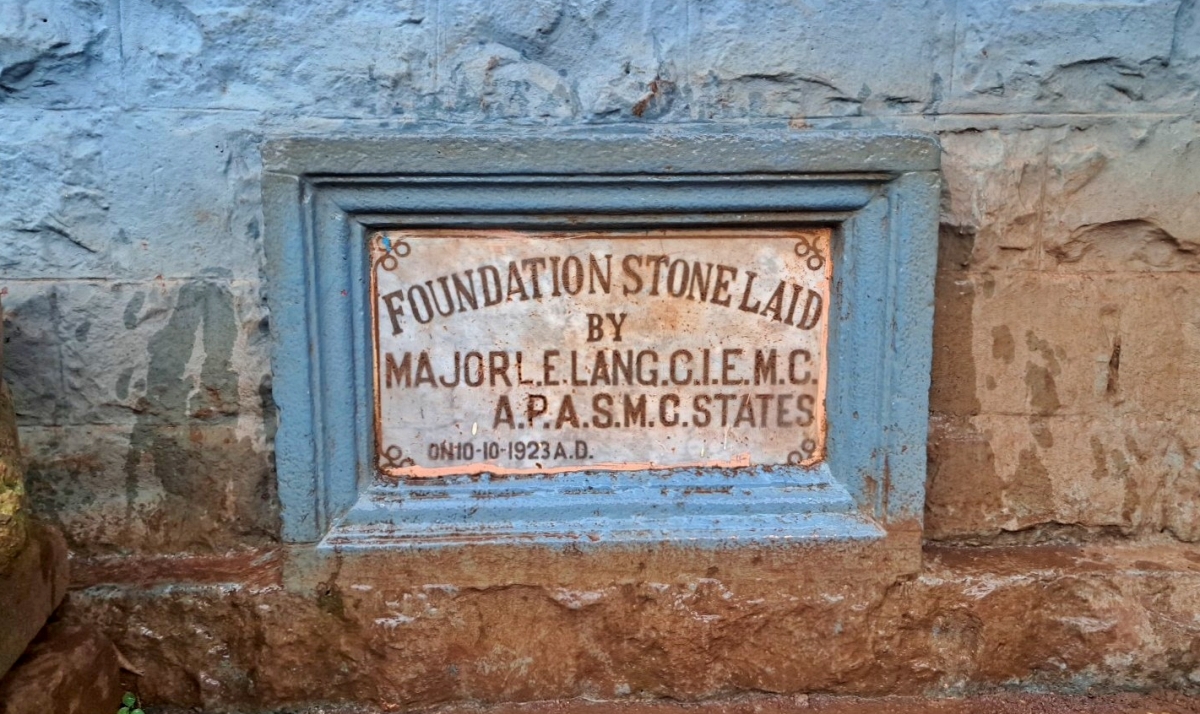 FOUNDATION STONE LAID
BY
MAJOR L.E. LANG. C.I.E. M.C.
A.P.A. S.M.C. STATES
ON 10-10-1923 A.D.